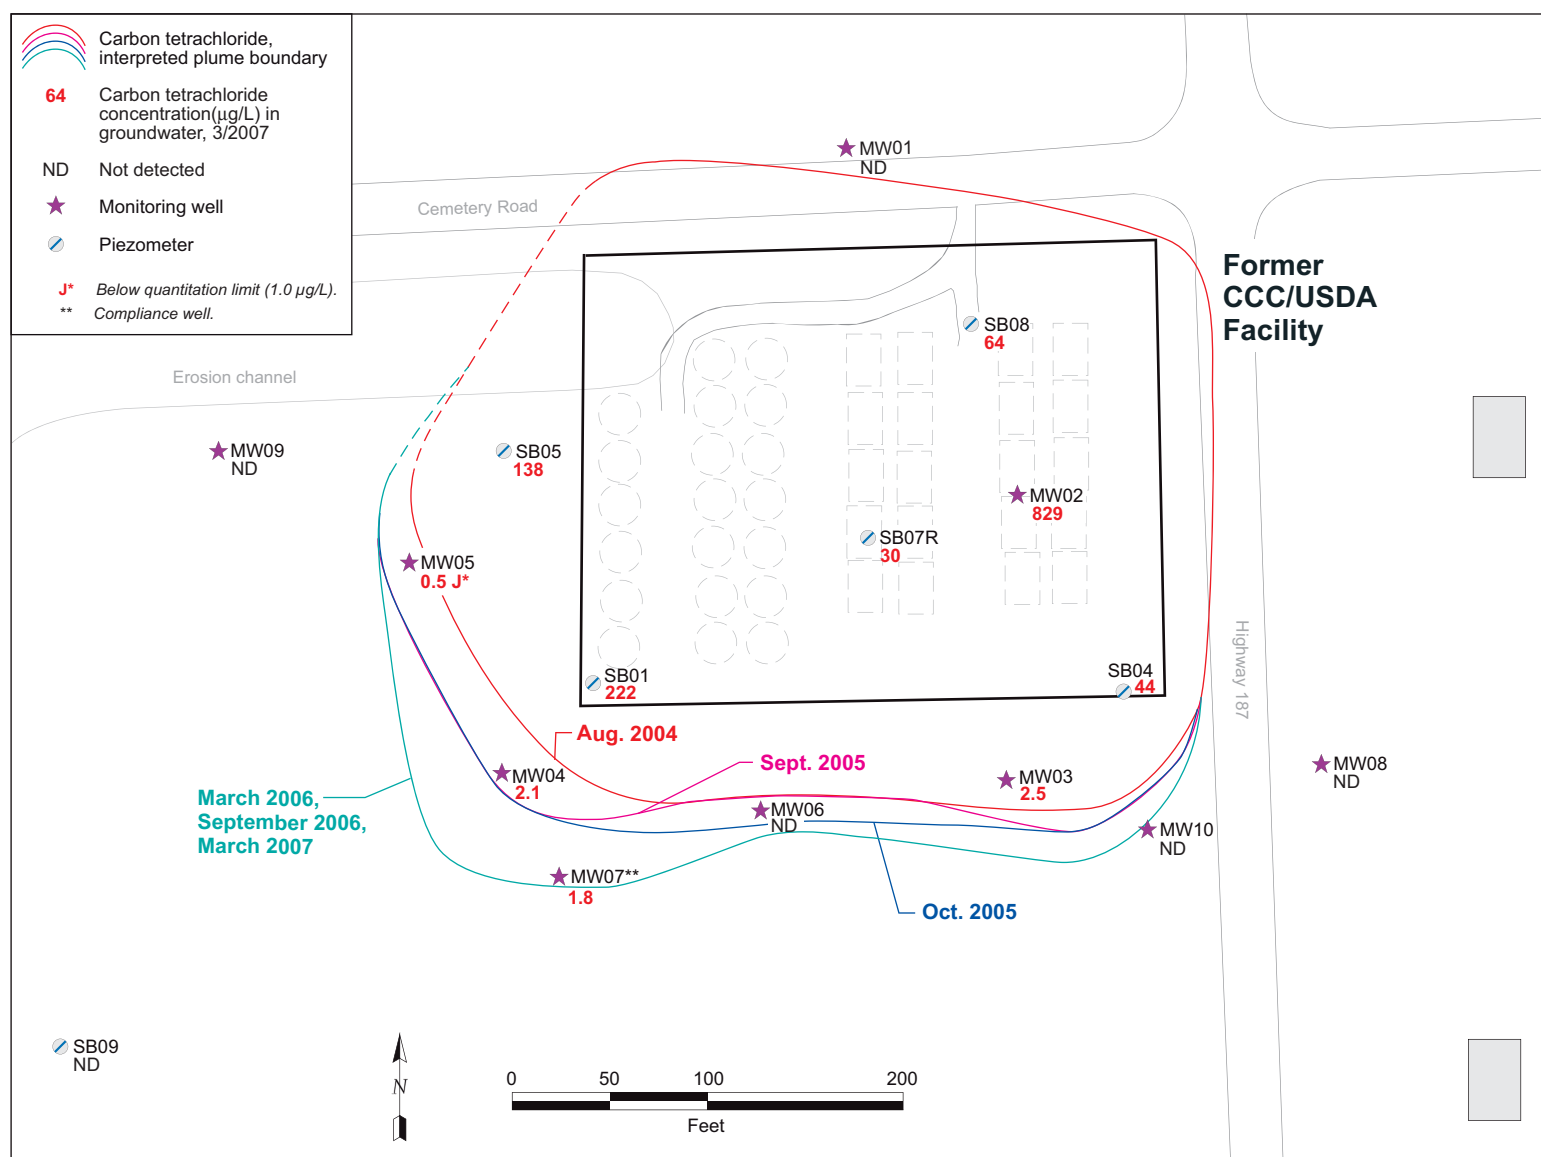 Carbon tetrachloride,
interpreted plume boundary
64
Carbon tetrachloride
concentration(µg/L) in
groundwater, 3/2007
ND
Not detected
Monitoring well
Piezometer
J*
Below quantitation limit (1.0 µg/L).
**
Compliance well.
MW01
ND
Cemetery Road
Former
CCC/USDA
Facility
SB08
64
Erosion channel
MW09
ND
SB05
138
MW02
829
SB07R
30
MW05
0.5 J*
SB01
222
SB04
44
Highway 187
Aug. 2004
Sept. 2005
MW04
2.1
MW03
2.5
MW08
ND
March 2006,
September 2006,
March 2007
MW06
ND
MW10
ND
MW07**
1.8
Oct. 2005
SB09
ND
N
0
50
100
200
Feet